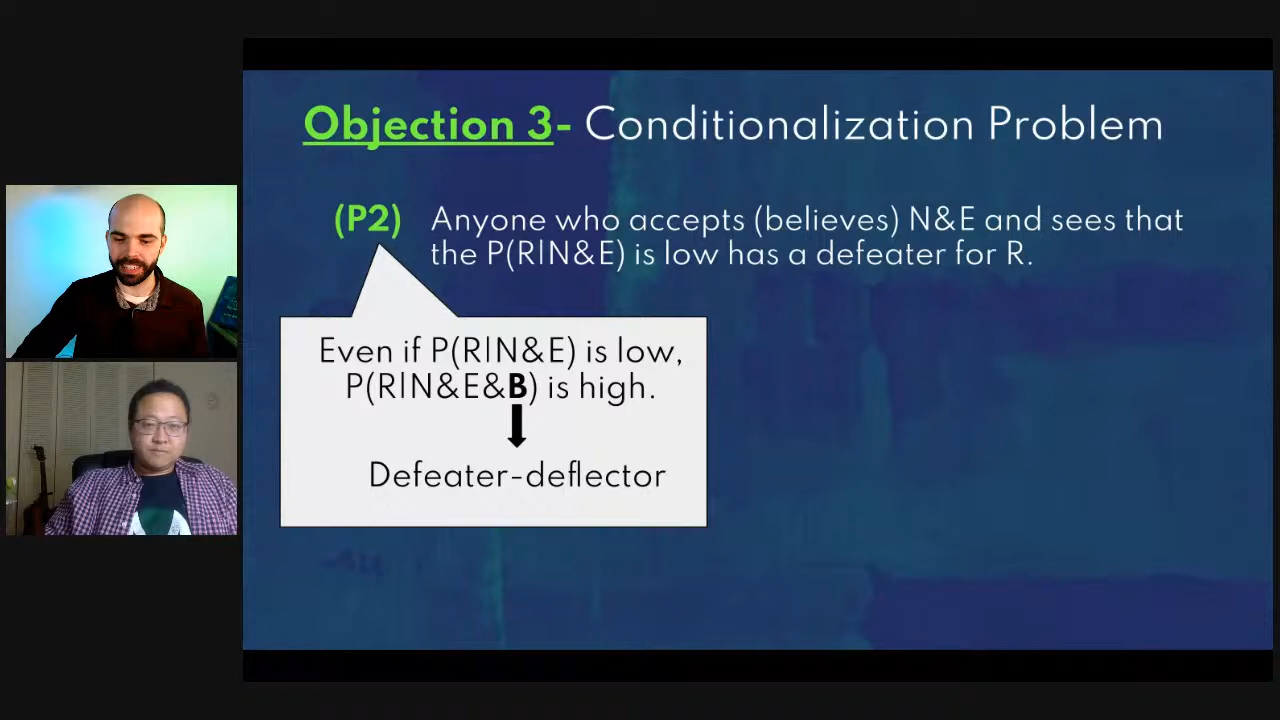 Objection 3- Conditionalization Problem
(P2) Anyone who accepts (believes) N&E and sees that
the P(R|N&E) is low has a defeater for R.
Even if P(R|N&E) is low,
P(R|N&E&B) is high.
Defeater-deflector